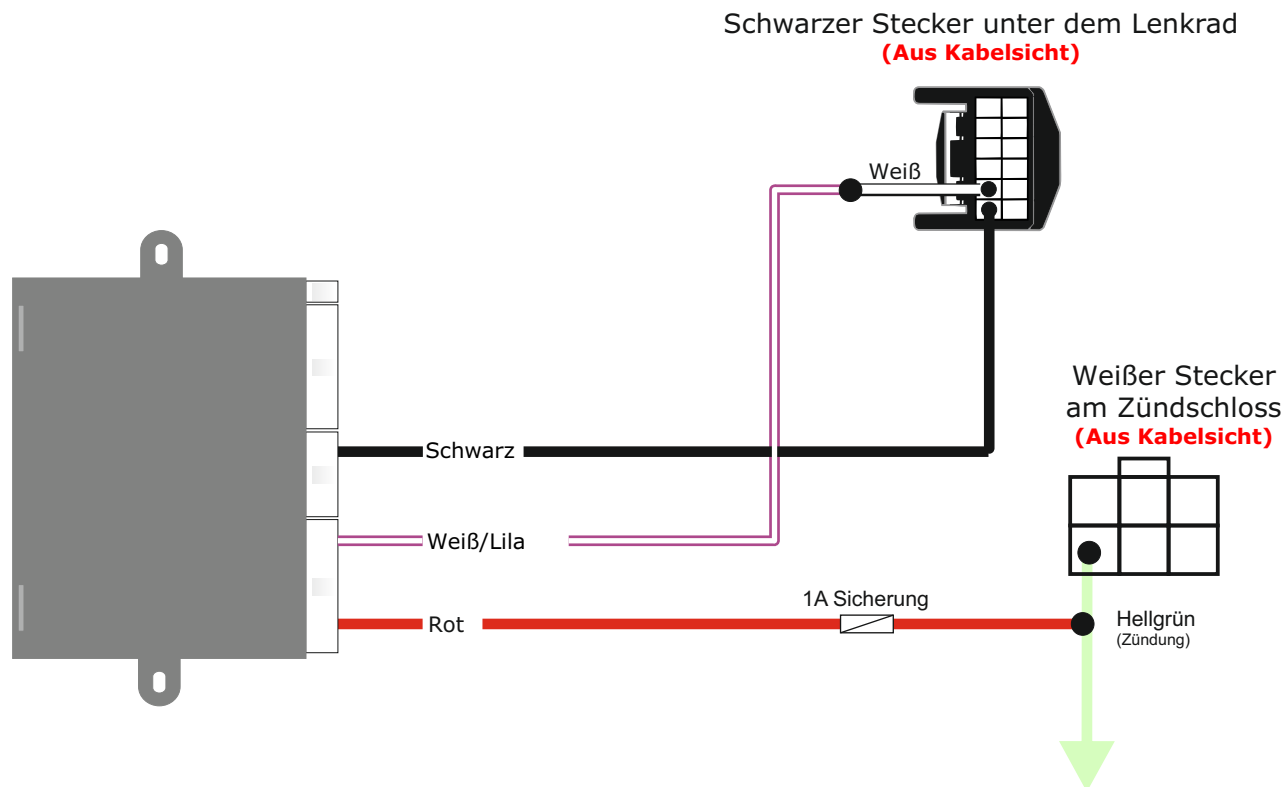 Schwarzer Stecker unter dem Lenkrad
(Aus Kabelsicht)
Weiß
Weißer Stecker
am Zündschloss
(Aus Kabelsicht)
Schwarz
Weiß/Lila
1A Sicherung
Rot
Hellgrün
(Zündung)